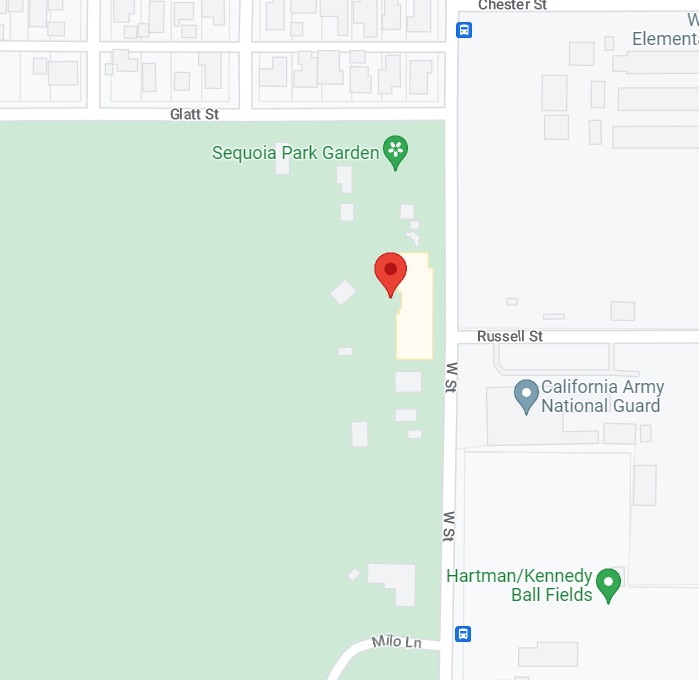 Chester St
W
Elementa
Glatt St
Sequoia Park Garden
Russell St
W St
California Army
National Guard
W St
Hartman/Kennedy
Ball Fields
Milo Ln